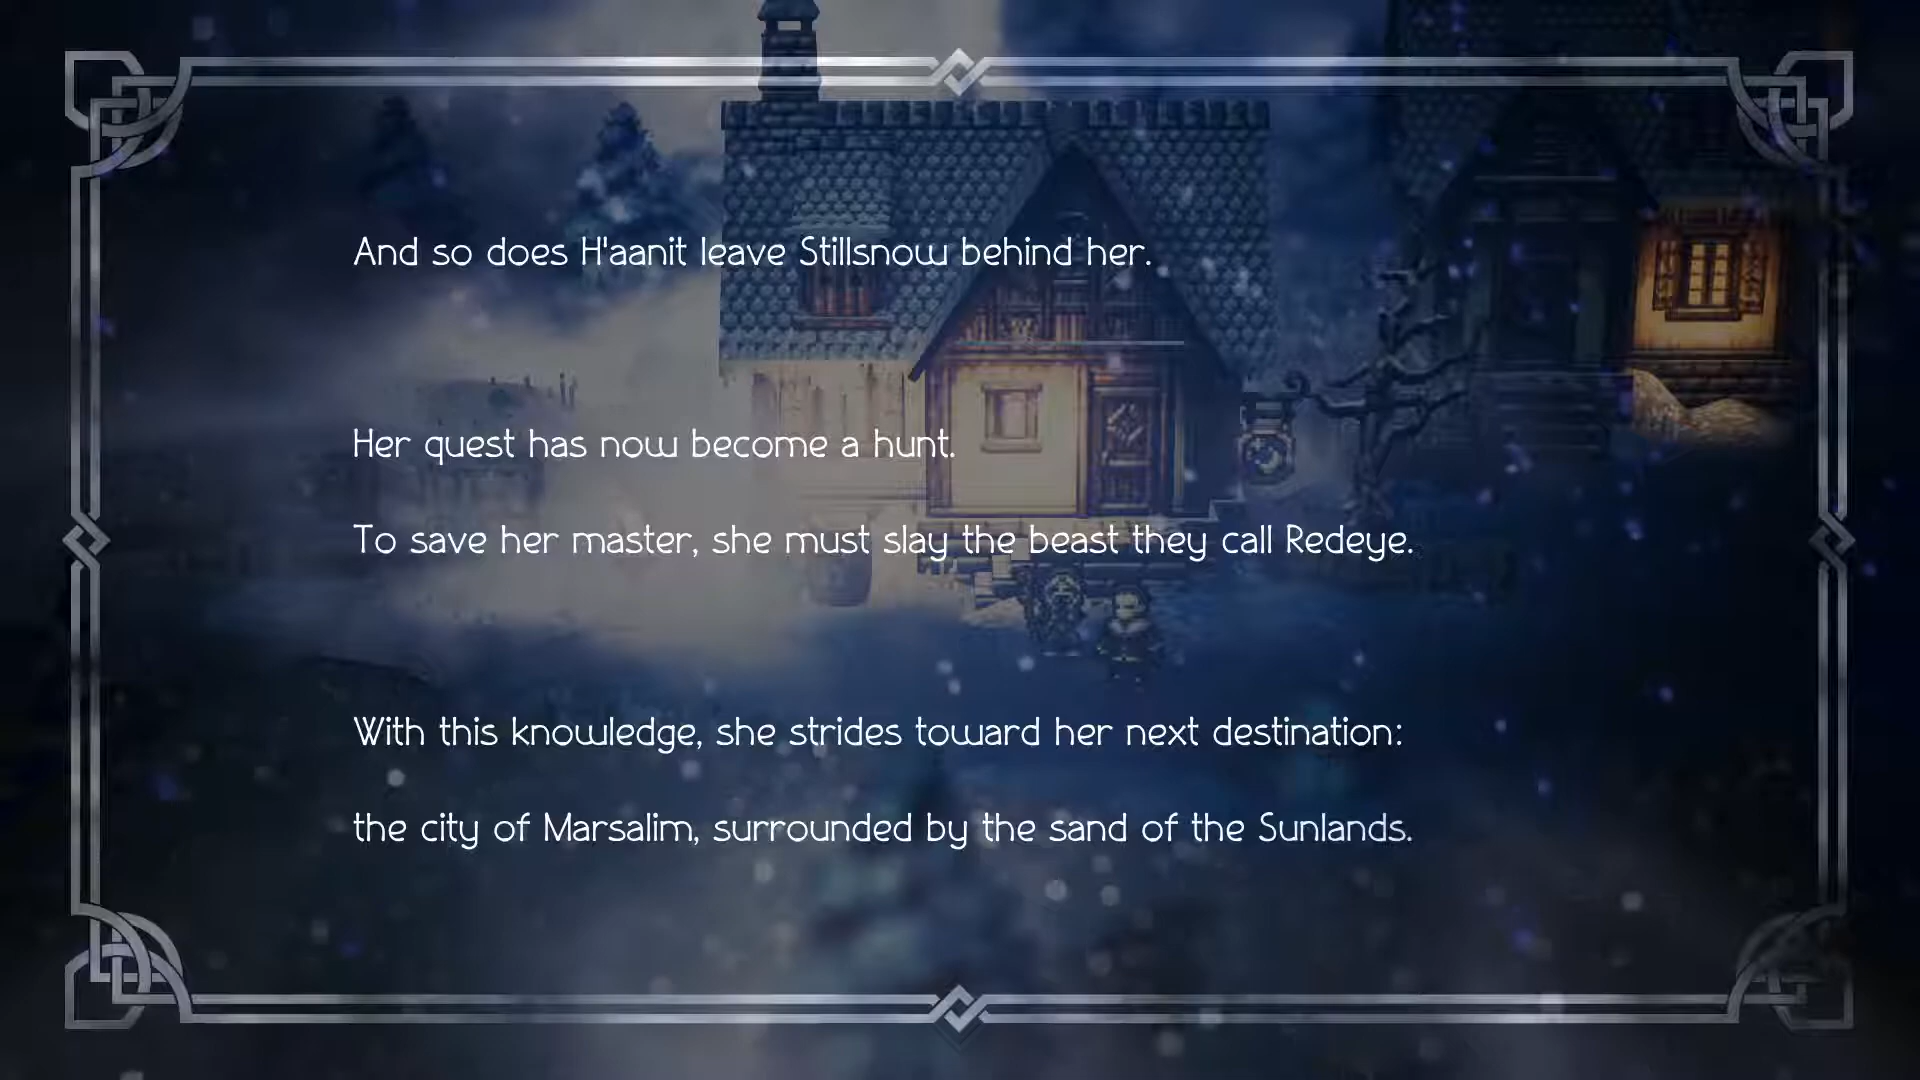 And so does H'aanit leave Stillsnow behind her.
Her quest has now become a hunt.
To save her master, she must slay the beast they call Redeye.
With this knowledge, she strides toward her next destination:
the city of Marsalim, surrounded by the sand of the Sunlands.